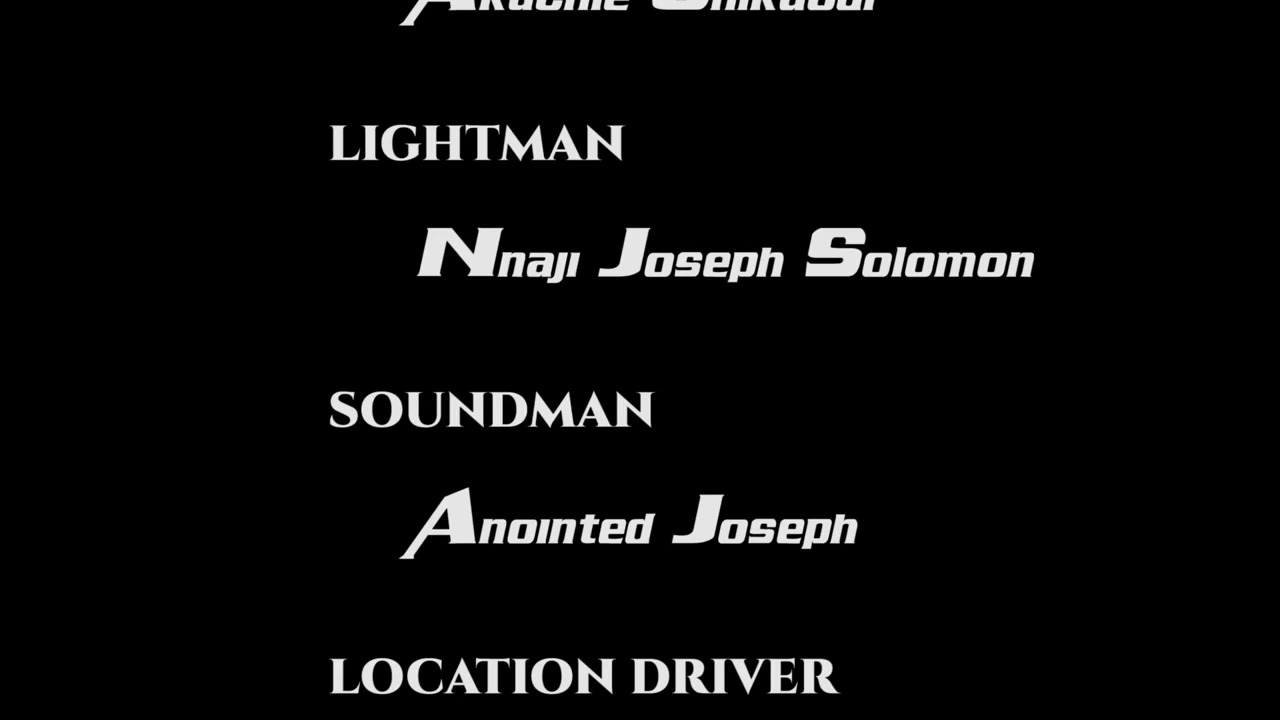 LIGHTMAN
Nnaji Joseph Solomon
SOUNDMAN
Anointed Joseph
LOCATION DRIVER